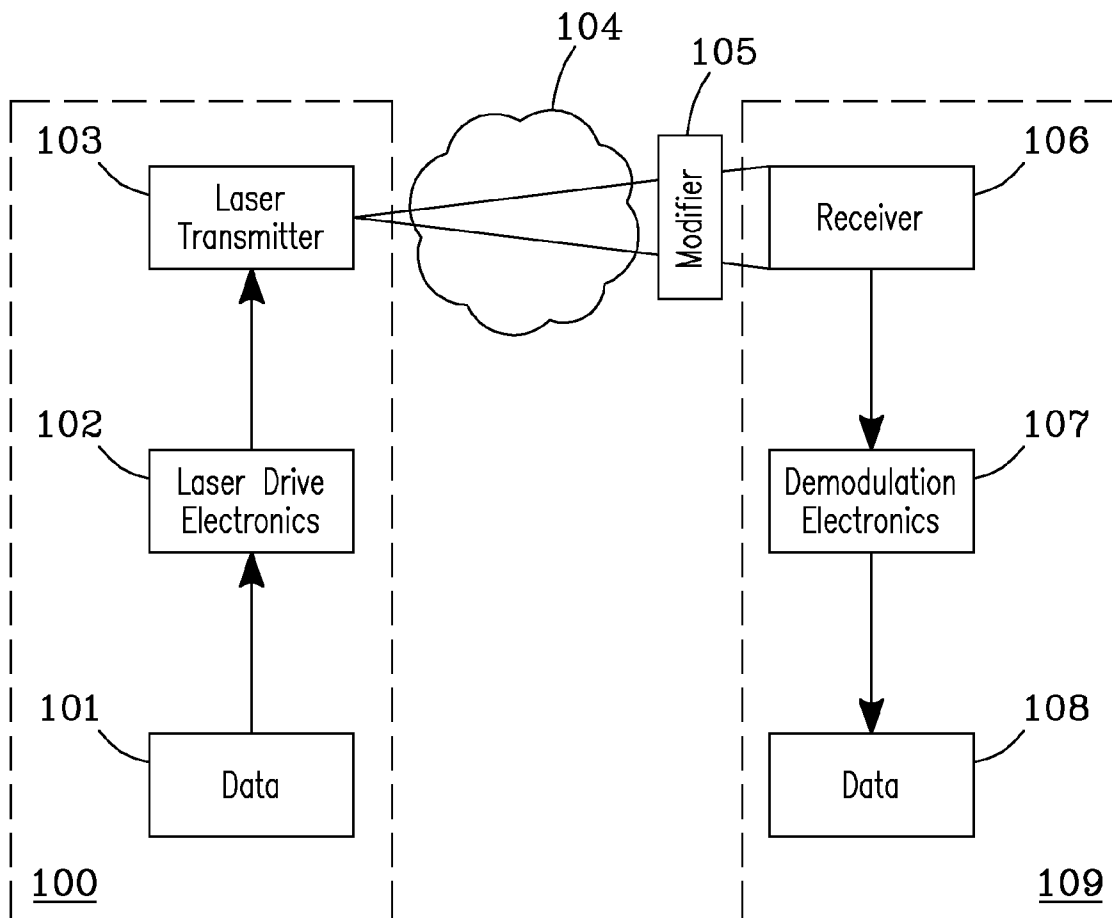 104
105
103
Laser
Transmitter
Modifier
106
Receiver
102
Laser Drive
Electronics
107
Demodulation
Electronics
101
Data
108
Data
100
109